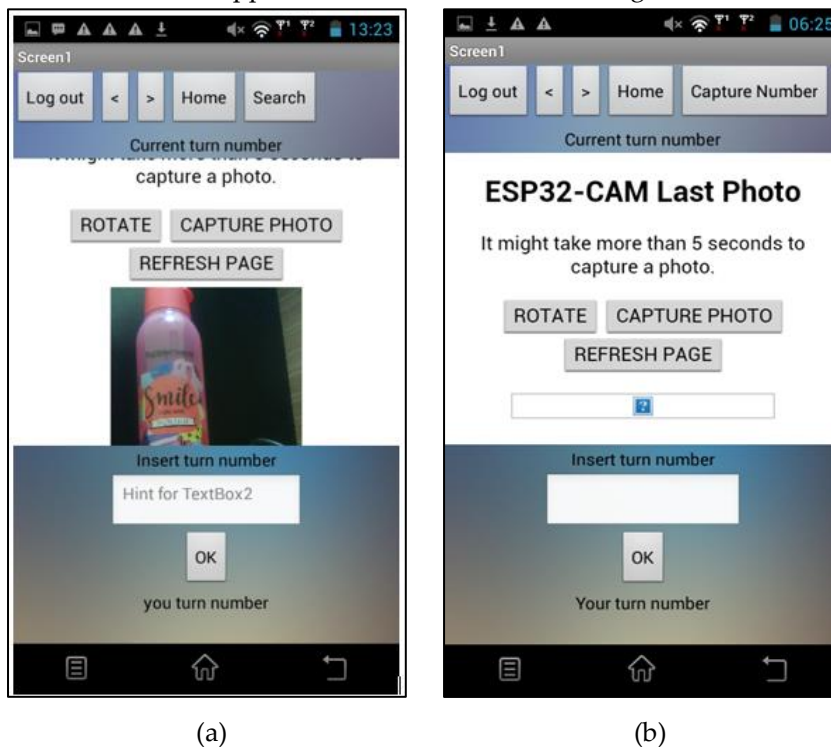 13:23
Screen1
Log out < > Home Search
Current turn number
capture a photo.
ROTATE CAPTURE PHOTO
REFRESH PAGE
Smile
Insert turn number
Hint for TextBox2
OK
you turn number
(a)
06:25
Screen1
Log out < > Home Capture Number
Current turn number
ESP32-CAM Last Photo
It might take more than 5 seconds to
capture a photo.
ROTATE CAPTURE PHOTO
REFRESH PAGE
Insert turn number
OK
Your turn number
(b)